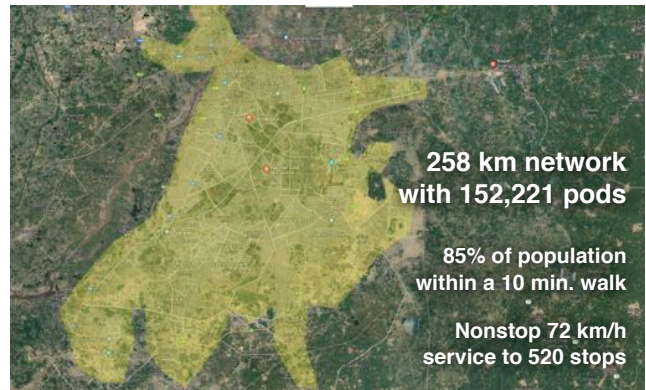 258 km network
with 152,221 pods
85% of population
within a 10 min. walk
Nonstop 72 km/h
service to 520 stops